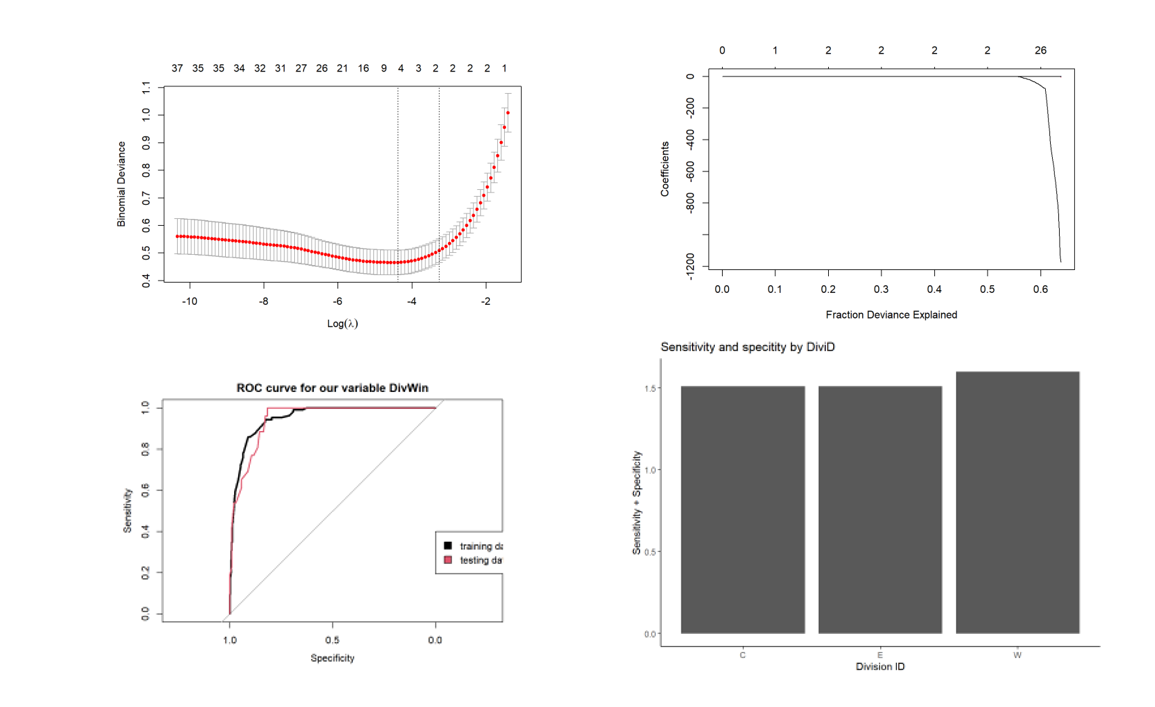 37 35 35 34 32 31 27 26 21 16 9 4 3 2 2 2 2 1
Binomial Deviance
1.1
1.0
0.9
0.8
0.7
0.6
0.5
0.4
-10 -8 -6 -4 -2
Log(λ)
0 1 2 2 2 2 26
Coefficients
0
-200
-400
-600
-800
-1200
0.0 0.1 0.2 0.3 0.4 0.5 0.6
Fraction Deviance Explained
ROC curve for our variable DivWin
Sensitivity
1.0
0.8
0.6
0.4
0.2
0.0
training da
testing da
1.0 0.5 0.0
Specificity
Sensitivity and specitity by DiviD
Sensitivity + Specificity
1.5
1.0
0.5
0.0
C E W
Division ID